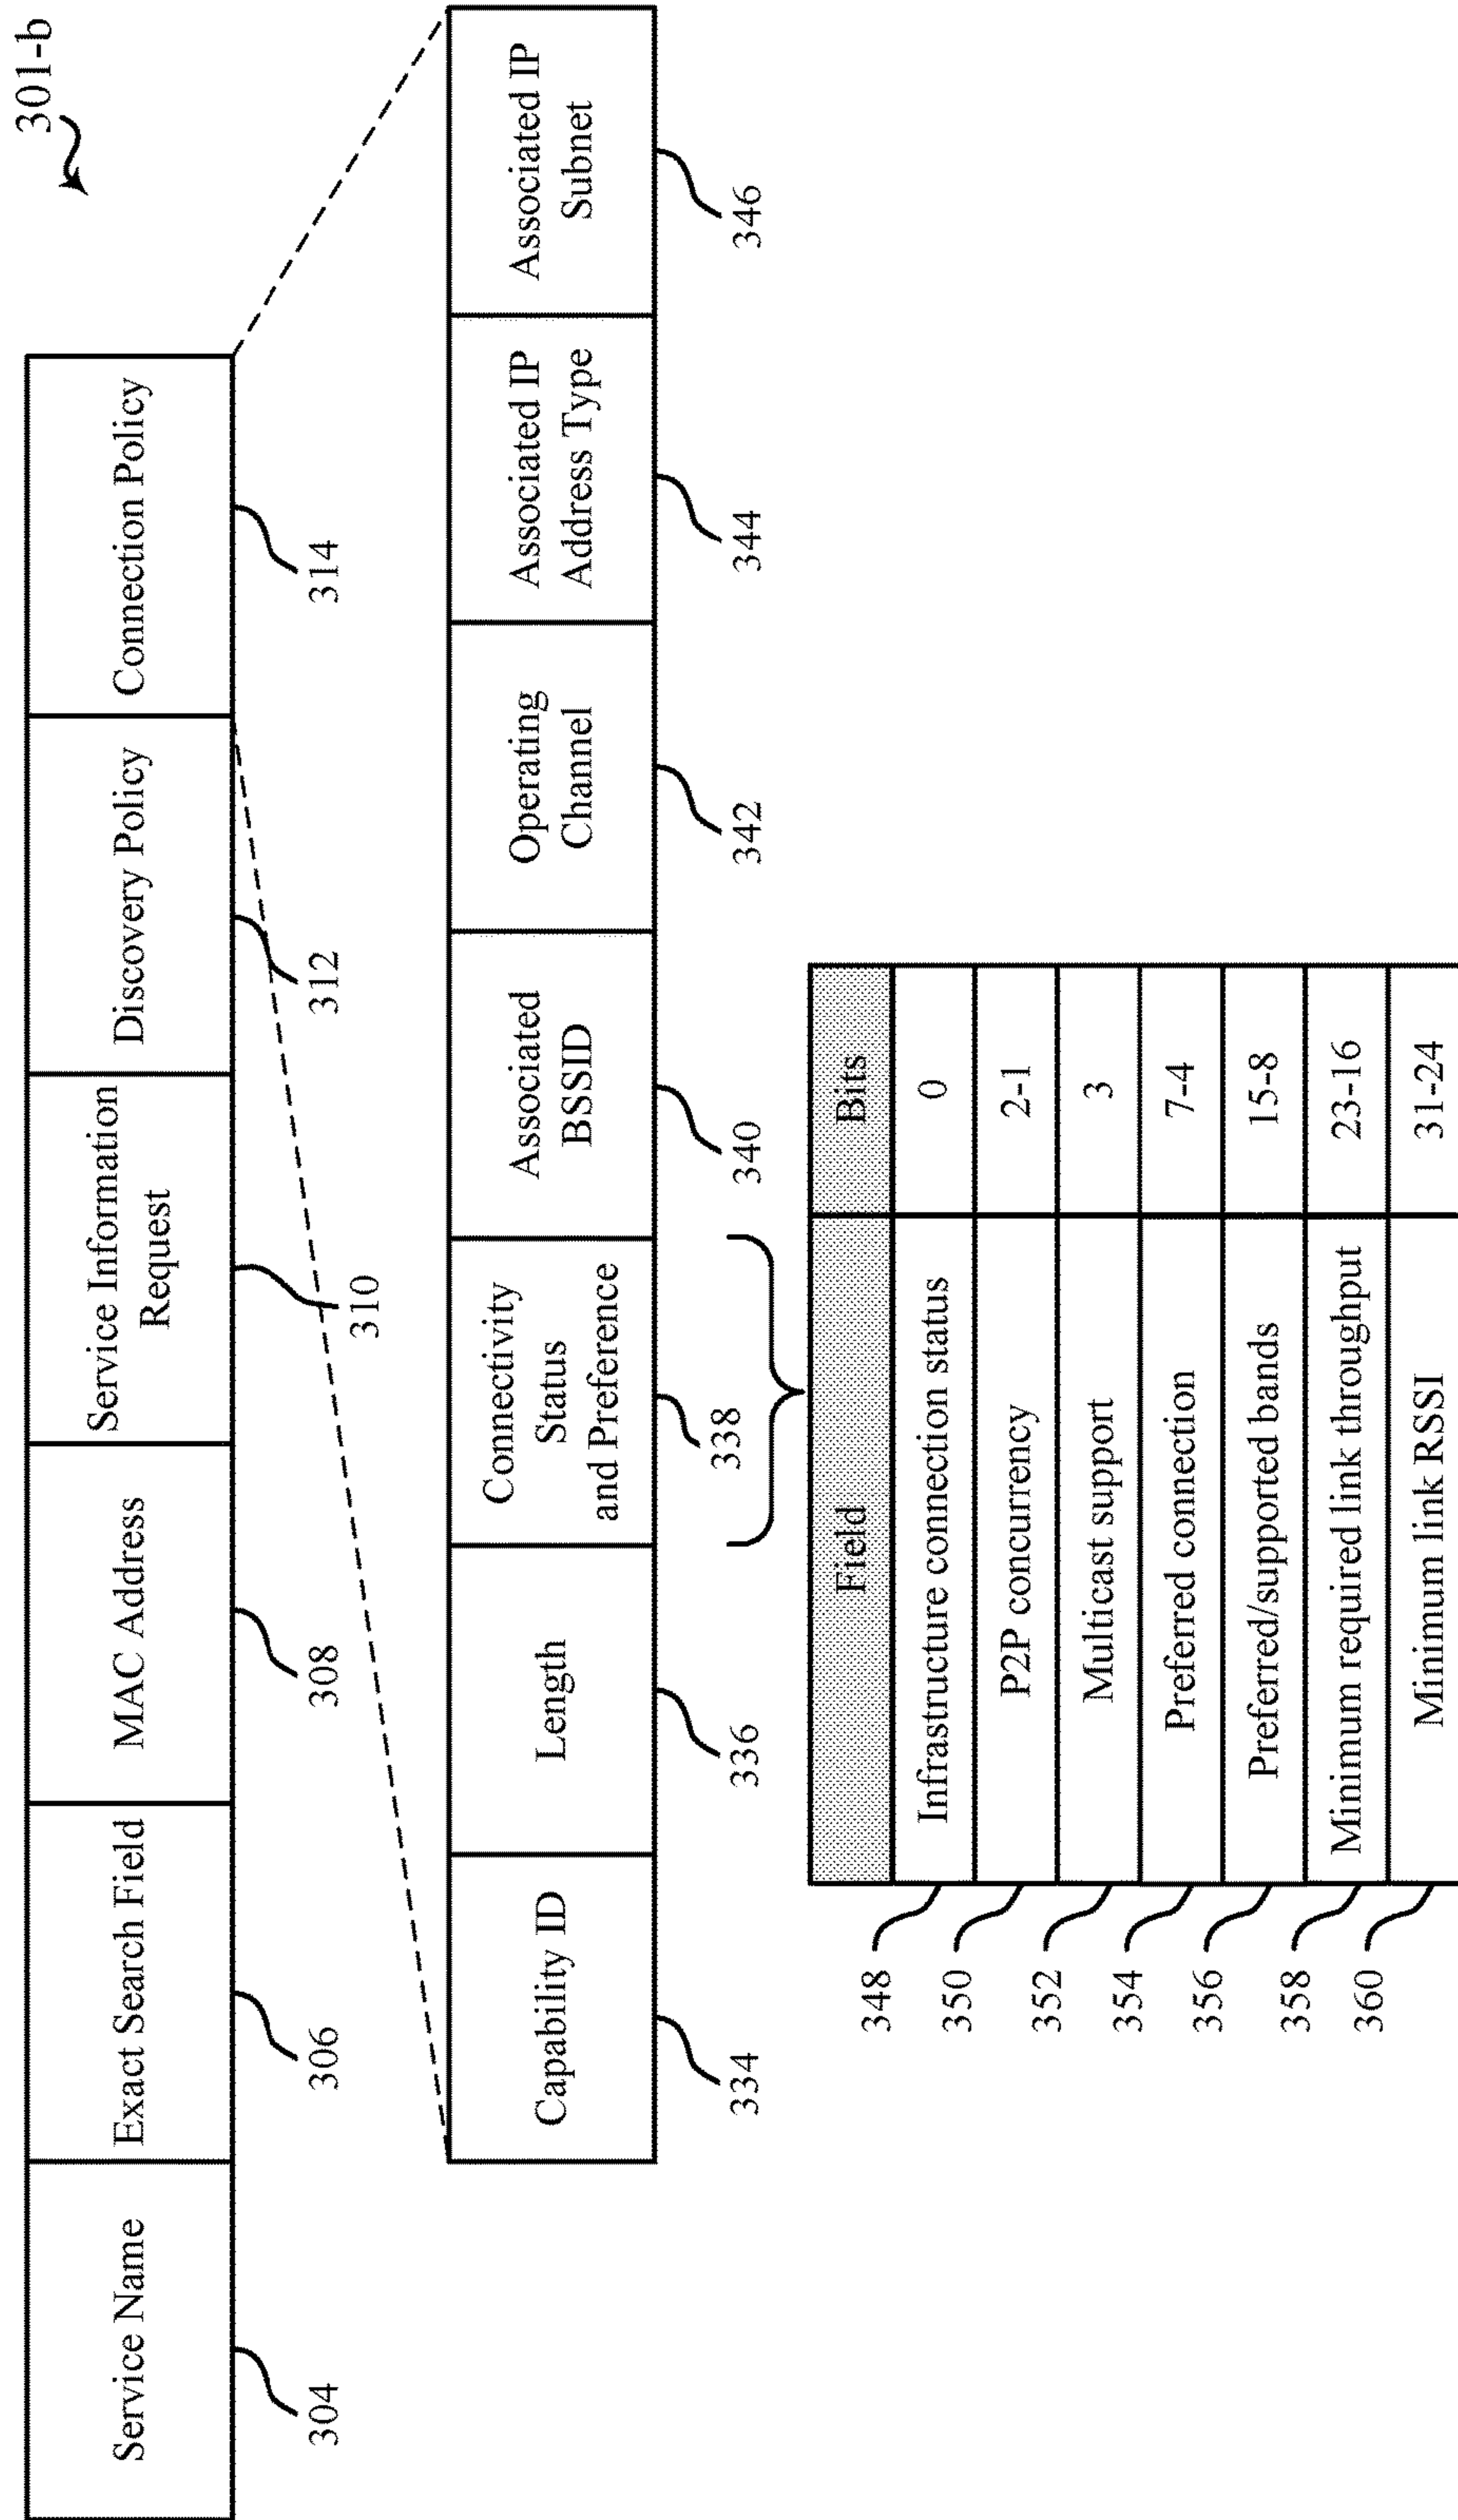 301-b
Service Name
Exact Search Field
MAC Address
Service Information
Request
Discovery Policy
Connection Policy
304
306
308
310
312
314
Capability ID
Length
Connectivity
Status
and Preference
Associated
BSSID
Operating
Channel
Associated IP
Address Type
Associated IP
Subnet
334
336
338
340
342
344
346
Field Bits
348 Infrastructure connection status 0
350 P2P concurrency 2-1
352 Multicast support 3
354 Preferred connection 7-4
356 Preferred/supported bands 15-8
358 Minimum required link throughput 23-16
360 Minimum link RSSI 31-24